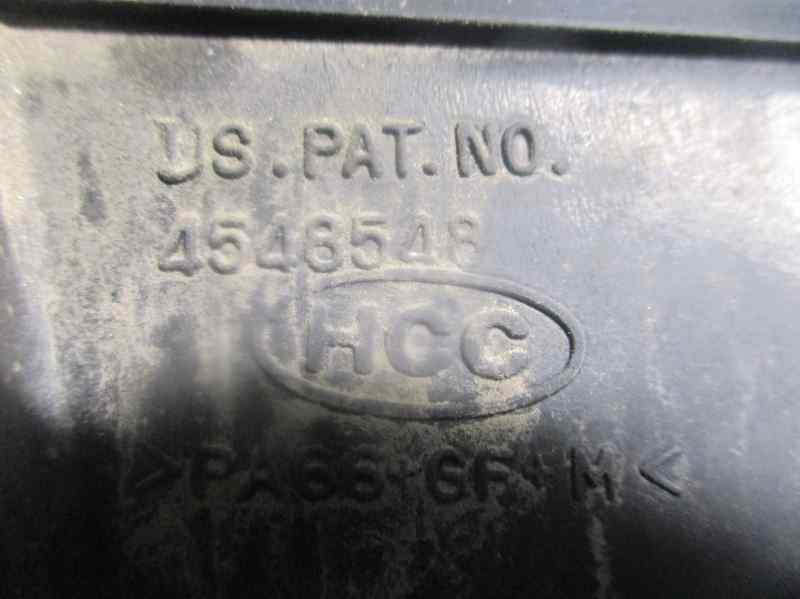 US.PAT.NO.
4548548
HCC
>PA66+GF+M<